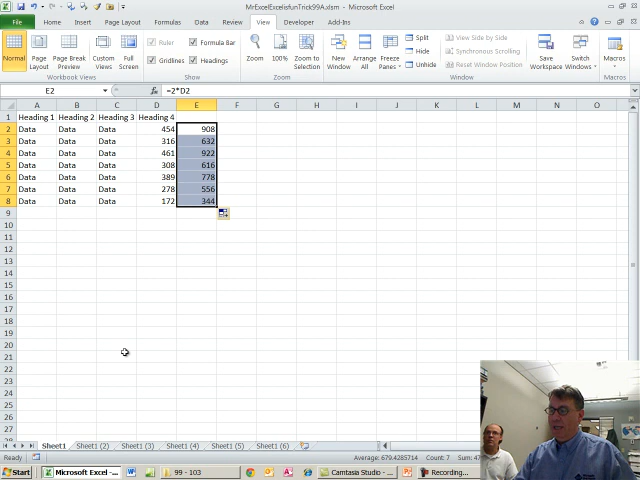 MrExcelExcelisfunTrick99A.xlsm - Microsoft Excel
File Home Insert Page Layout Formulas Data Review View Developer Add-Ins
Normal Page Layout Page Break Preview Custom Views Full Screen
Workbook Views
Ruler Formula Bar
Gridlines Headings
Show
Zoom 100% Zoom to Selection
Zoom
New Window Arrange All Freeze Panes
Split
Hide
Unhide
View Side by Side
Synchronous Scrolling
Reset Window Position
Window
Save Workspace Switch Windows
Macros
Macros
E2 fx =2*D2
A B C D E F G H I J K L M N O
1 Heading 1 Heading 2 Heading 3 Heading 4
2 Data Data Data 454 908
3 Data Data Data 316 632
4 Data Data Data 461 922
5 Data Data Data 308 616
6 Data Data Data 389 778
7 Data Data Data 278 556
8 Data Data Data 172 344
9
10
11
12
13
14
15
16
17
18
19
20
21
22
23
24
25
26
27
28
Sheet1 Sheet1 (2) Sheet1 (3) Sheet1 (4) Sheet1 (5) Sheet1 (6)
Average: 679.4285714 Count: 7
Start Microsoft Excel -... 99 - 103 Camtasia Studio -... Recording...